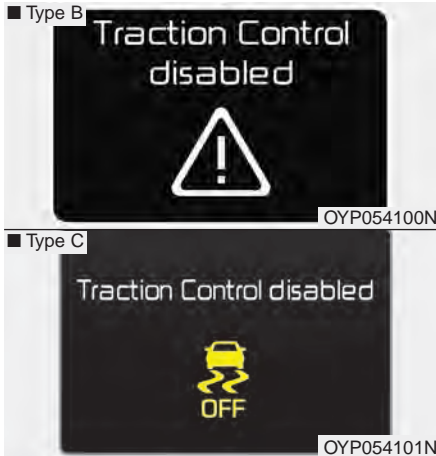 ■ Type B
Traction Control
disabled
OYP054100N
■ Type C
Traction Control disabled
OFF
OYP054101N